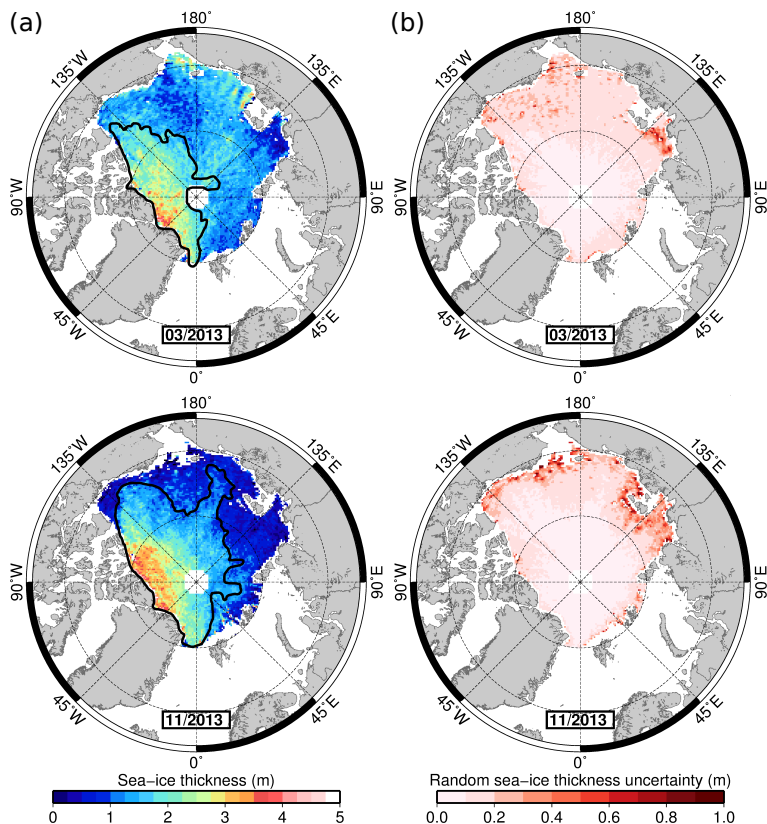 (a)
(b)
180°
180°
135°W
135°E
135°W
135°E
90°W
90°E
90°W
90°E
45°W
45°E
45°W
45°E
03/2013
03/2013
0°
0°
180°
180°
135°W
135°E
135°W
135°E
90°W
90°E
90°W
90°E
45°W
45°E
45°W
45°E
11/2013
11/2013
0°
0°
Sea-ice thickness (m)
0 1 2 3 4 5
Random sea-ice thickness uncertainty (m)
0.0 0.2 0.4 0.6 0.8 1.0